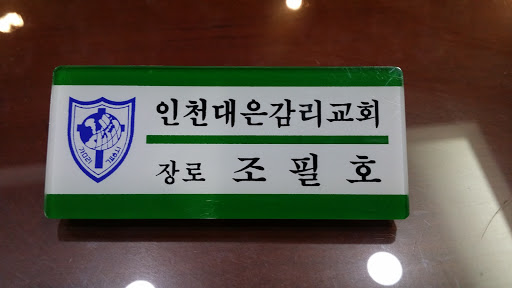 인천대은감리교회
장로 조필호